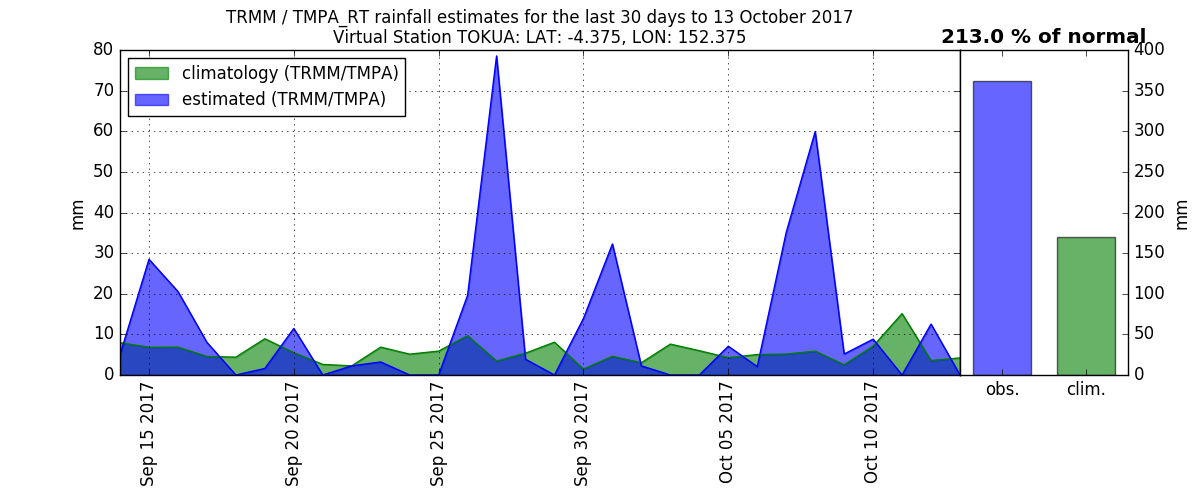 TRMM / TMPA_RT rainfall estimates for the last 30 days to 13 October 2017
Virtual Station TOKUA: LAT: -4.375, LON: 152.375
213.0 % of normal
climatology (TRMM/TMPA)
estimated (TRMM/TMPA)
mm
80
70
60
50
40
30
20
10
0
Sep 15 2017
Sep 20 2017
Sep 25 2017
Sep 30 2017
Oct 05 2017
Oct 10 2017
obs.
clim.
400
350
300
250
200
150
100
50
0
mm